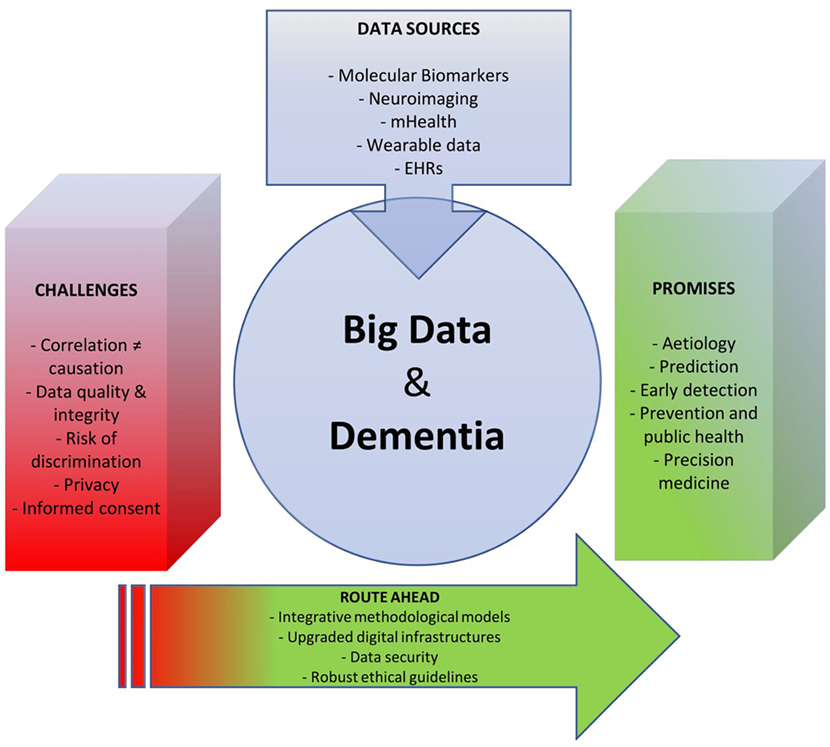 DATA SOURCES
- Molecular Biomarkers
- Neuroimaging
- mHealth
- Wearable data
- EHRs
CHALLENGES
- Correlation ≠
causation
- Data quality &
integrity
- Risk of
discrimination
- Privacy
- Informed consent
Big Data
&
Dementia
PROMISES
- Aetiology
- Prediction
- Early detection
- Prevention and
public health
- Precision
medicine
ROUTE AHEAD
- Integrative methodological models
- Upgraded digital infrastructures
- Data security
- Robust ethical guidelines